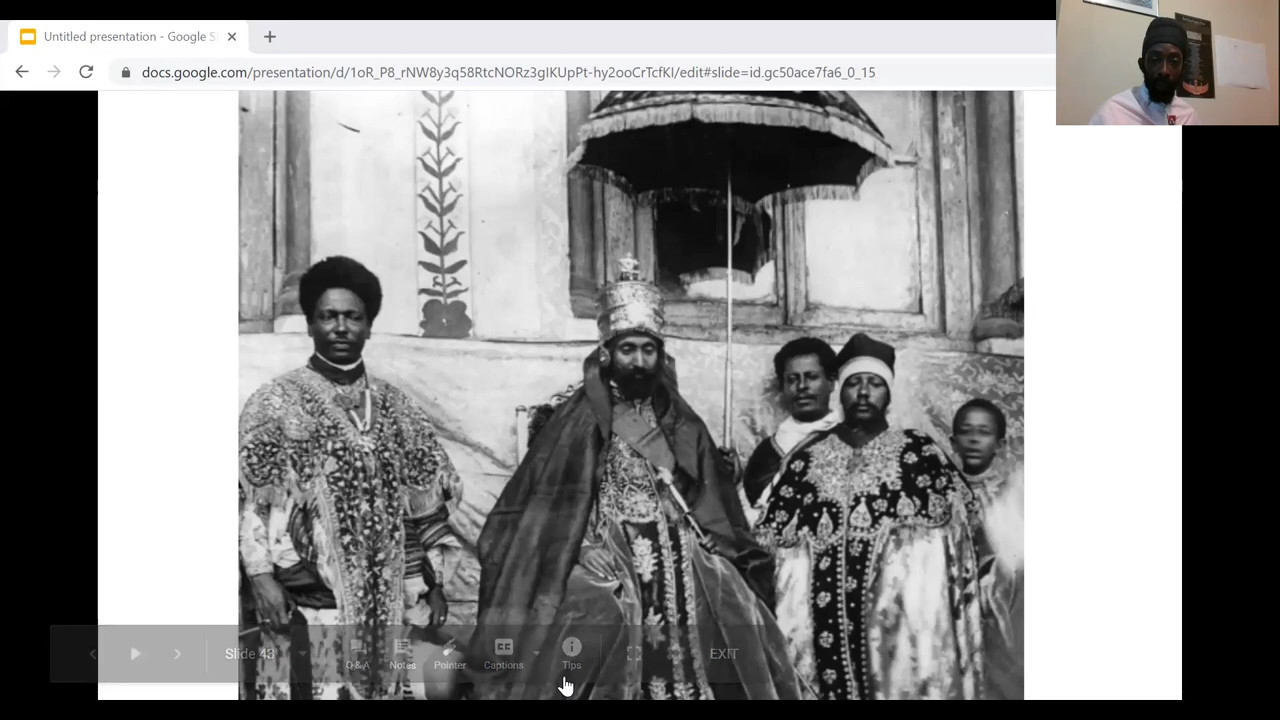 Untitled presentation - Google S
docs.google.com/presentation/d/1oR_P8_rNW8y3q58RtcNORz3gIKUpPt-hy2ooCrTcfKI/edit#slide=id.gc50ace7fa6_0_15
Slide 43
Q & A
Notes
Pointer
CC
Captions
Tips
EXIT